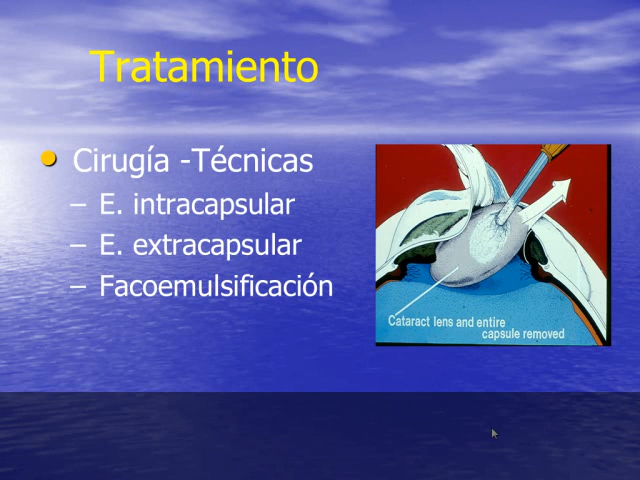 Tratamiento
Cirugía -Técnicas
– E. intracapsular
– E. extracapsular
– Facoemulsificación
Cataract lens and entire
capsule removed